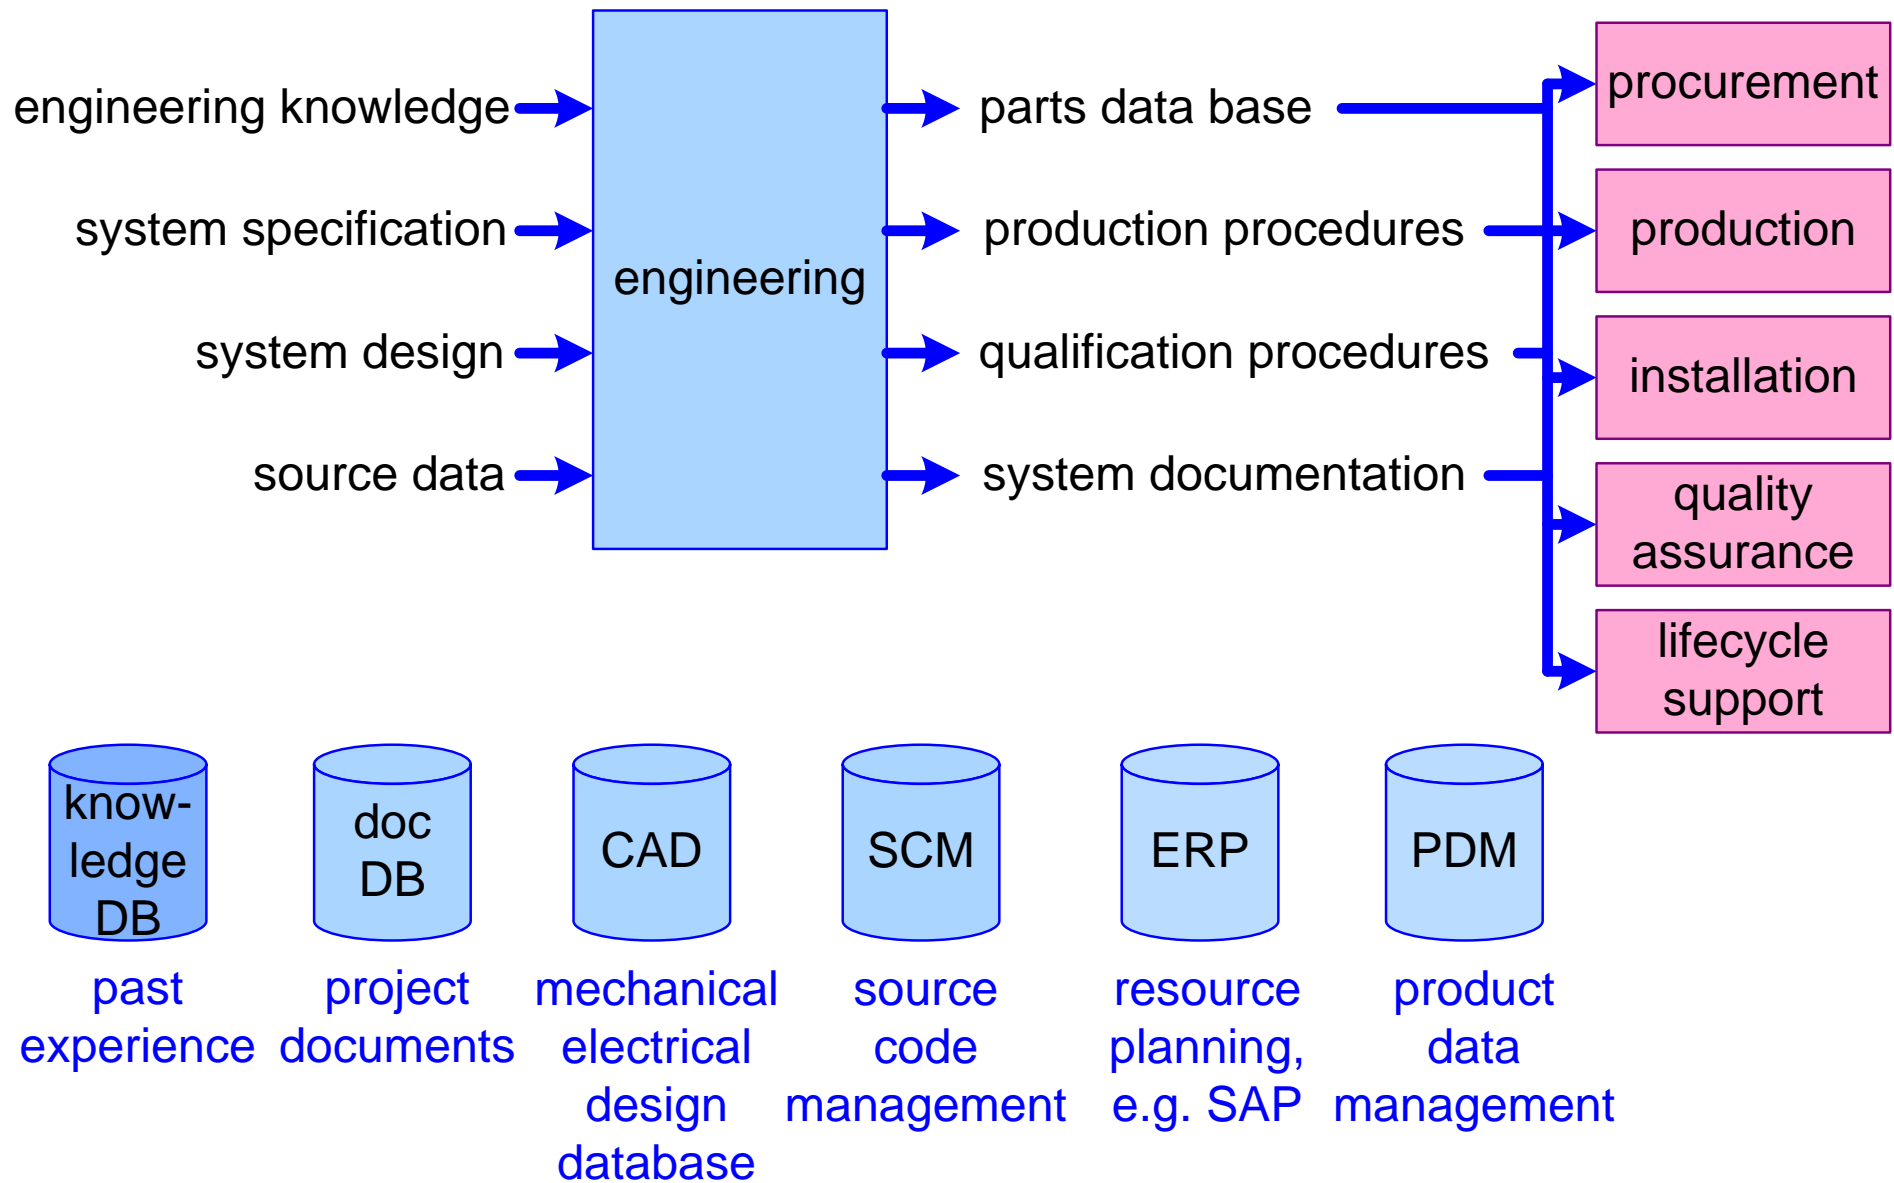 engineering knowledge
system specification
system design
source data
engineering
parts data base
production procedures
qualification procedures
system documentation
procurement
production
installation
quality
assurance
lifecycle
support
know-
ledge
DB
past
experience
doc
DB
project
documents
CAD
mechanical
electrical
design
database
SCM
source
code
management
ERP
resource
planning,
e.g. SAP
PDM
product
data
management